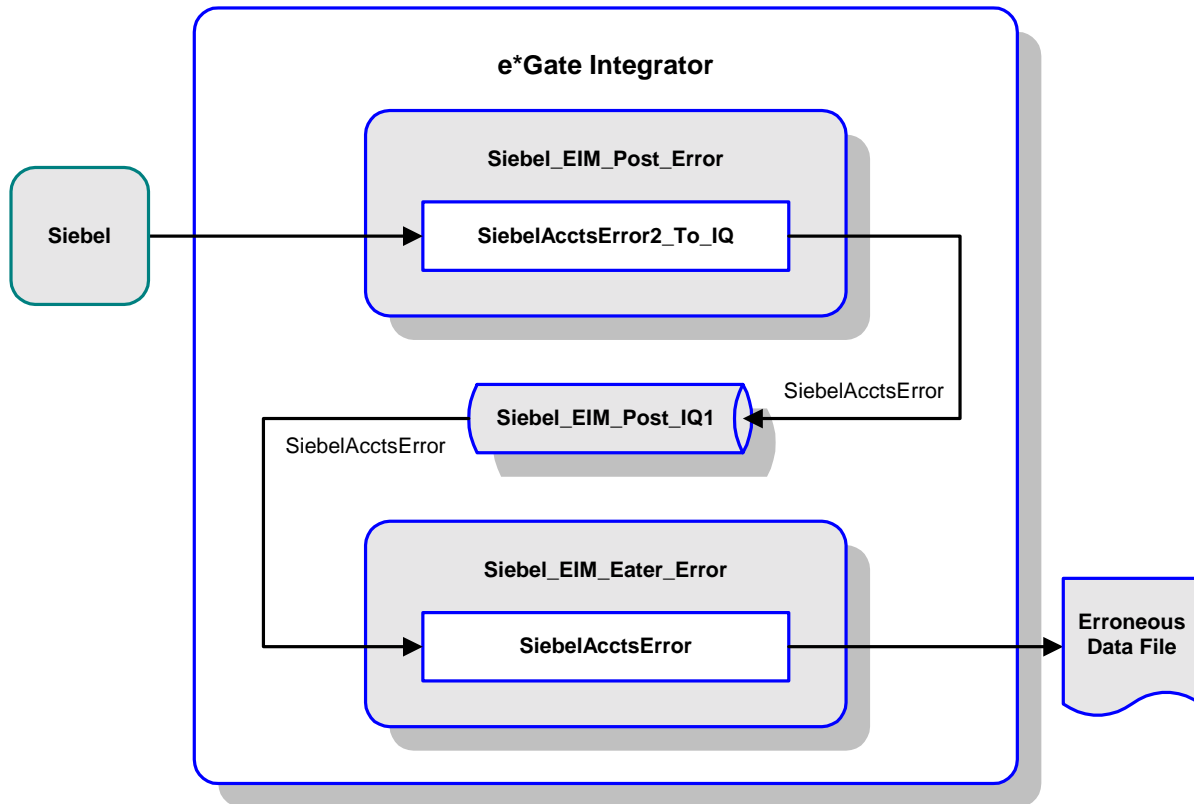 e*Gate Integrator
Siebel_EIM_Post_Error
Siebel
SiebelAcctsError2_To_IQ
SiebelAcctsError
Siebel_EIM_Post_IQ1
SiebelAcctsError
Siebel_EIM_Eater_Error
SiebelAcctsError
Erroneous
Data File